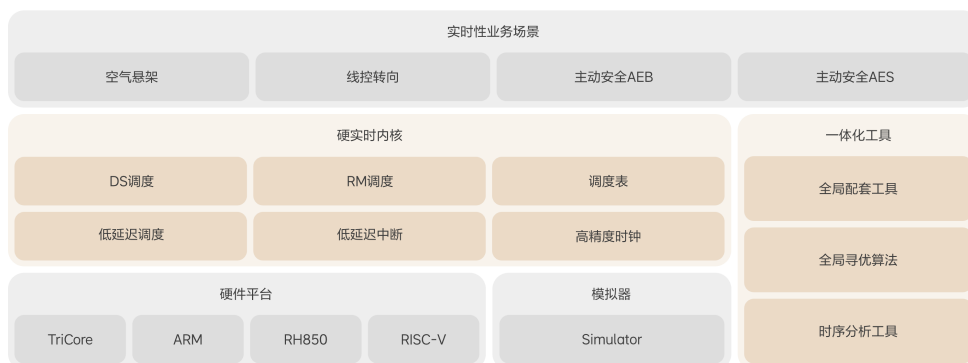 实时性业务场景
空气悬架
线控转向
主动安全AEB
主动安全AES
硬实时内核
DS调度
RM调度
调度表
低延迟调度
低延迟中断
高精度时钟
一体化工具
全局配套工具
全局寻优算法
时序分析工具
硬件平台
TriCore
ARM
RH850
RISC-V
模拟器
Simulator